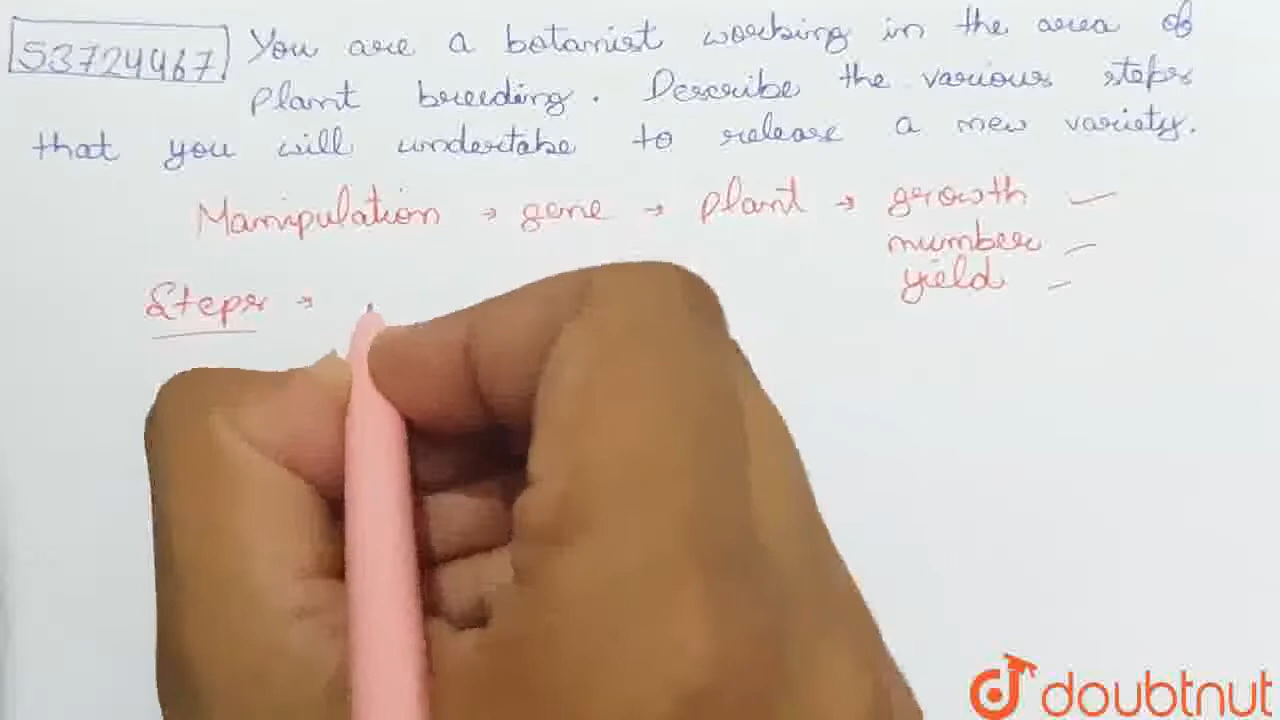 53724467 You are a botanist working in the area of
plant breeding. Describe the various steps
that you will undertake to release a new variety.
Manipulation → gene → plant → growth
number
yield
Steps →
doubtnut